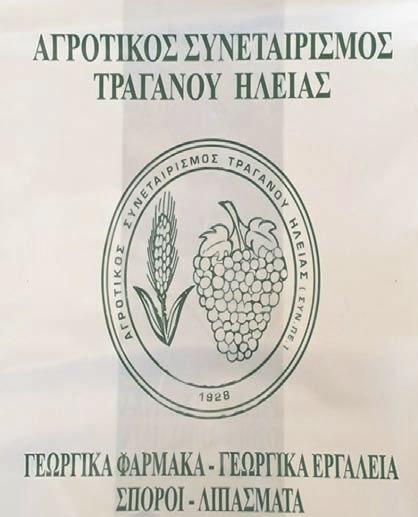 ΑΓΡΟΤΙΚΟΣ ΣΥΝΕΤΑΙΡΙΣΜΟΣ
ΤΡΑΓΑΝΟΥ ΗΛΕΙΑΣ
ΑΓΡΟΤΙΚΟΣ ΣΥΝΕΤΑΙΡΙΣΜΟΣ ΤΡΑΓΑΝΟΥ ΗΛΕΙΑΣ (ΣΥΝ.ΠΕ)
1928
ΓΕΩΡΓΙΚΑ ΦΑΡΜΑΚΑ - ΓΕΩΡΓΙΚΑ ΕΡΓΑΛΕΙΑ
ΣΠΟΡΟΙ - ΛΙΠΑΣΜΑΤΑ